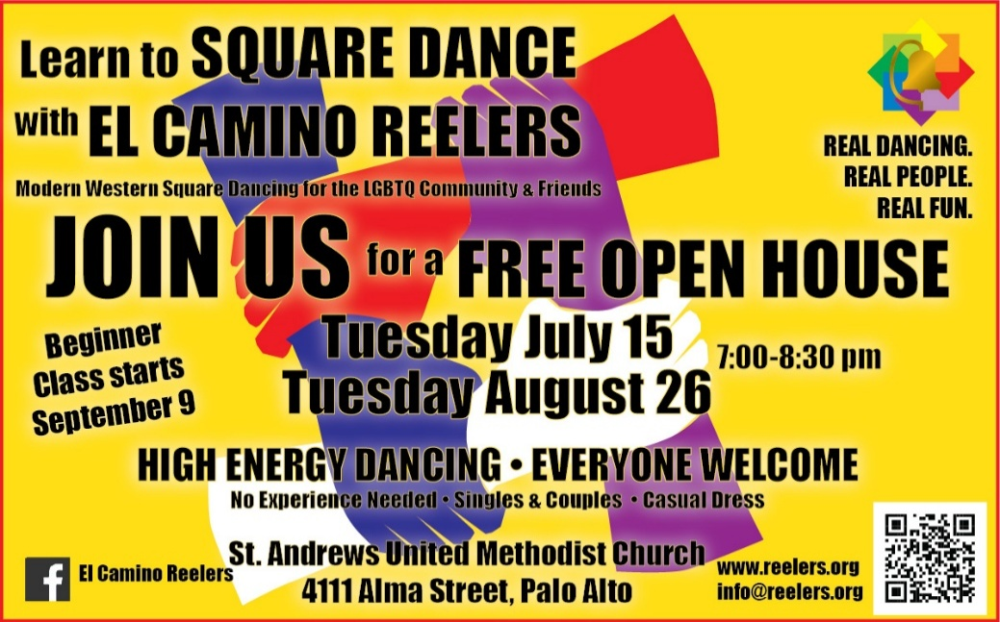 Learn to SQUARE DANCE
with EL CAMINO REELERS
Modern Western Square Dancing for the LGBTQ Community & Friends
REAL DANCING.
REAL PEOPLE.
REAL FUN.
JOIN US for a FREE OPEN HOUSE
Tuesday July 15
Tuesday August 26
7:00-8:30 pm
Beginner
Class starts
September 9
HIGH ENERGY DANCING • EVERYONE WELCOME
No Experience Needed • Singles & Couples • Casual Dress
f El Camino Reelers
St. Andrews United Methodist Church
4111 Alma Street, Palo Alto
www.reelers.org
info@reelers.org